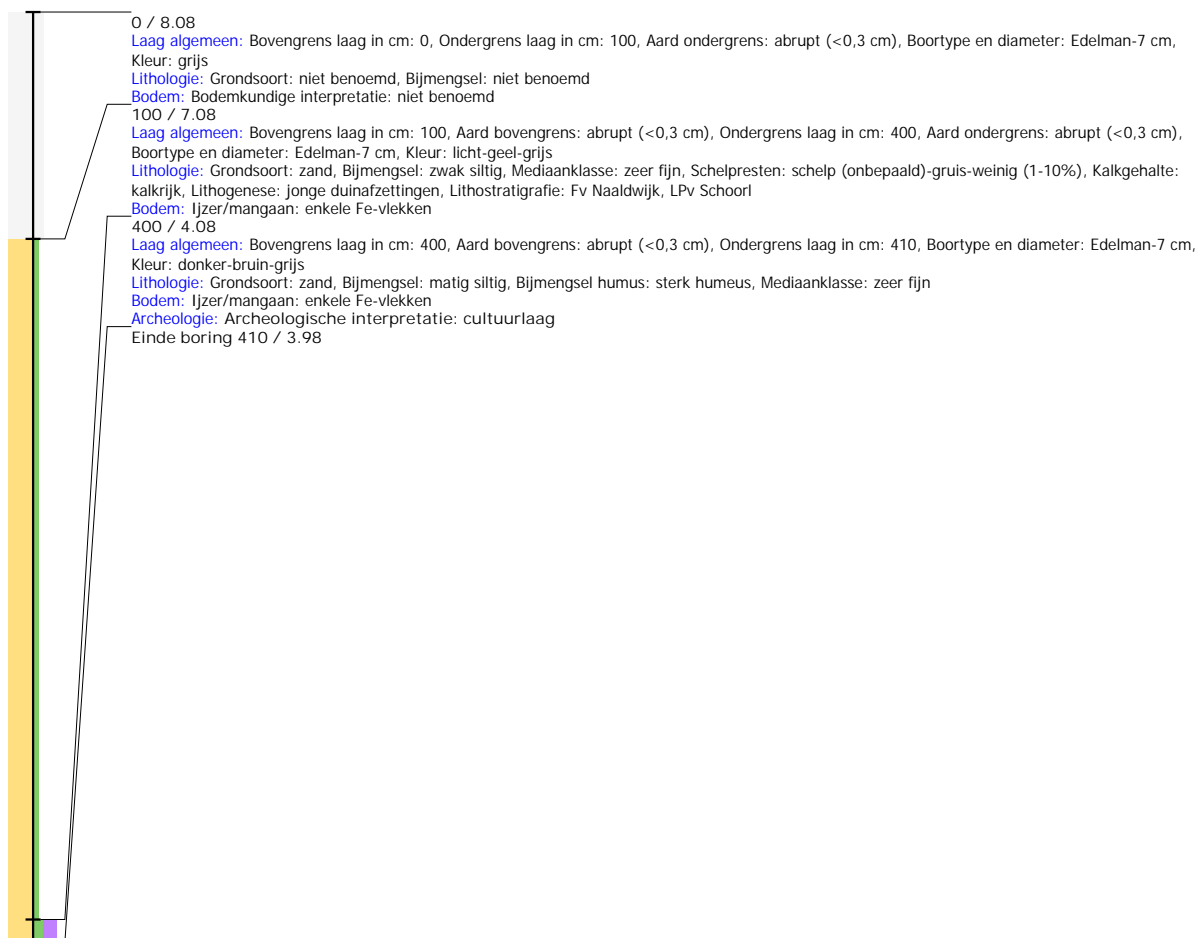 0 / 8.08
Laag algemeen: Bovengrens laag in cm: 0, Ondergrens laag in cm: 100, Aard ondergrens: abrupt (<0,3 cm), Boortype en diameter: Edelman-7 cm,
Kleur: grijs
Lithologie: Grondsoort: niet benoemd, Bijmengsel: niet benoemd
Bodem: Bodemkundige interpretatie: niet benoemd
100 / 7.08
Laag algemeen: Bovengrens laag in cm: 100, Aard bovengrens: abrupt (<0,3 cm), Ondergrens laag in cm: 400, Aard ondergrens: abrupt (<0,3 cm),
Boortype en diameter: Edelman-7 cm, Kleur: licht-geel-grijs
Lithologie: Grondsoort: zand, Bijmengsel: zwak siltig, Mediaanklasse: zeer fijn, Schelpresten: schelp (onbepaald)-gruis-weinig (1-10%), Kalkgehalte:
kalkrijk, Lithogenese: jonge duinafzettingen, Lithostratigrafie: Fv Naaldwijk, LPv Schoorl
Bodem: Ijzer/mangaan: enkele Fe-vlekken
400 / 4.08
Laag algemeen: Bovengrens laag in cm: 400, Aard bovengrens: abrupt (<0,3 cm), Ondergrens laag in cm: 410, Boortype en diameter: Edelman-7 cm,
Kleur: donker-bruin-grijs
Lithologie: Grondsoort: zand, Bijmengsel: matig siltig, Bijmengsel humus: sterk humeus, Mediaanklasse: zeer fijn
Bodem: Ijzer/mangaan: enkele Fe-vlekken
Archeologie: Archeologische interpretatie: cultuurlaag
Einde boring 410 / 3.98